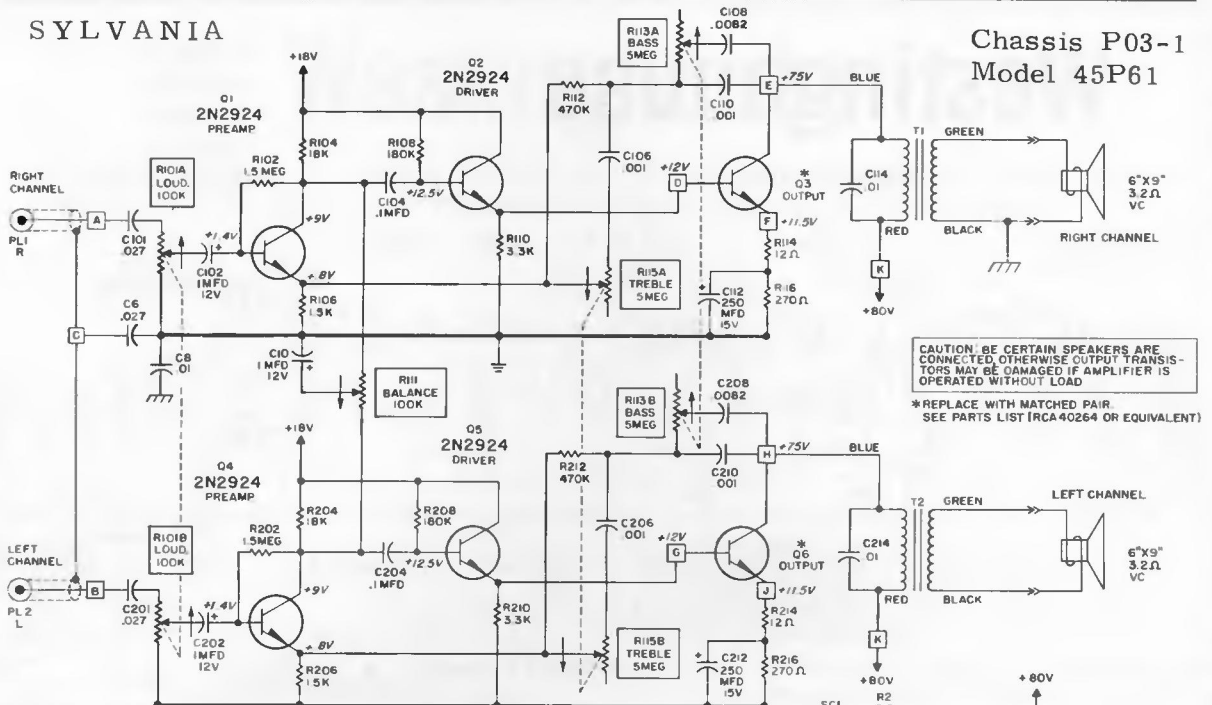 SYLVANIA
Chassis P03-1
Model 45P61
+18V
Q1
2N2924
PREAMP
Q2
2N2924
DRIVER
R113A
BASS
5MEG
C108
.0082
E
+75V
BLUE
R112
470K
C110
.001
R104
18K
R108
180K
R102
1.5 MEG
R101A
LOUD.
100K
C104
.1MFD
+12.5V
C106
.001
+12V
D
*
Q3
OUTPUT
C114
.01
T1
GREEN
6"X9"
3.2Ω
VC
RED
BLACK
RIGHT CHANNEL
RIGHT
CHANNEL
PL1
R
A
C101
.027
+1.4V
+
C102
1MFD
12V
+9V
+.8V
R106
1.5K
R110
3.3K
R115A
TREBLE
5MEG
F
+11.5V
R114
12Ω
+
C112
250
MFD
15V
R116
270Ω
K
+80V
C
C6
.027
C8
.01
C10
1 MFD
12V
+
R111
BALANCE
100K
CAUTION: BE CERTAIN SPEAKERS ARE
CONNECTED, OTHERWISE OUTPUT TRANSIS-
TORS MAY BE DAMAGED IF AMPLIFIER IS
OPERATED WITHOUT LOAD
*REPLACE WITH MATCHED PAIR.
SEE PARTS LIST (RCA40264 OR EQUIVALENT)
+18V
Q4
2N2924
PREAMP
Q5
2N2924
DRIVER
R113B
BASS
5MEG
C208
.0082
H
+75V
BLUE
R212
470K
C210
.001
R204
18K
R208
180K
R202
1.5MEG
R101B
LOUD.
100K
C204
.1MFD
+12.5V
C206
.001
+12V
G
*
Q6
OUTPUT
C214
.01
T2
GREEN
LEFT CHANNEL
6"X9"
3.2Ω
VC
RED
BLACK
LEFT
CHANNEL
PL2
L
B
C201
.027
+1.4V
+
C202
1MFD
12V
+9V
+.8V
R206
1.5K
R210
3.3K
R115B
TREBLE
5MEG
J
+11.5V
R214
12Ω
+
C212
250
MFD
15V
R216
270Ω
K
+80V
R2
+80V
SC1